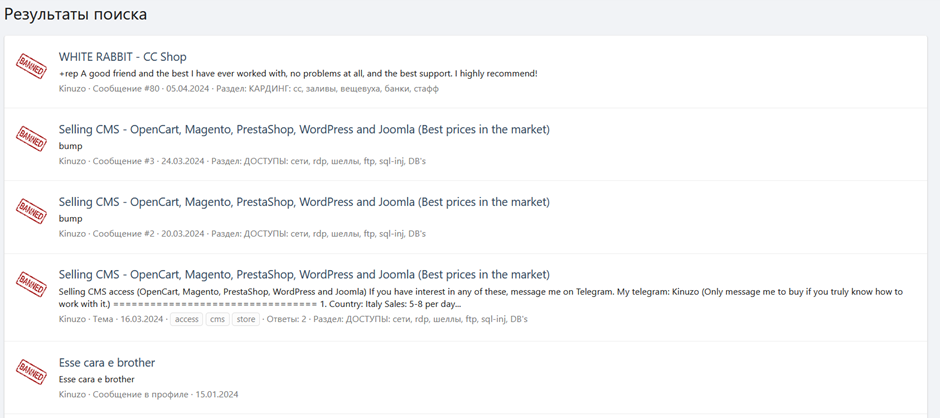 Результаты поиска
BANNED
WHITE RABBIT - CC Shop
+rep A good friend and the best I have ever worked with, no problems at all, and the best support. I highly recommend!
Kinuzo · Сообщение #80 · 05.04.2024 · Раздел: КАРДИНГ: cc, заливы, вещевуха, банки, стафф
BANNED
Selling CMS - OpenCart, Magento, PrestaShop, WordPress and Joomla (Best prices in the market)
bump
Kinuzo · Сообщение #3 · 24.03.2024 · Раздел: ДОСТУПЫ: сети, rdp, шеллы, ftp, sql-inj, DB's
BANNED
Selling CMS - OpenCart, Magento, PrestaShop, WordPress and Joomla (Best prices in the market)
bump
Kinuzo · Сообщение #2 · 20.03.2024 · Раздел: ДОСТУПЫ: сети, rdp, шеллы, ftp, sql-inj, DB's
BANNED
Selling CMS - OpenCart, Magento, PrestaShop, WordPress and Joomla (Best prices in the market)
Selling CMS access (OpenCart, Magento, PrestaShop, WordPress and Joomla) If you have interest in any of these, message me on Telegram. My telegram: Kinuzo (Only message me to buy if you truly know how to
work with it.) ================================ 1. Country: Italy Sales: 5-8 per day...
Kinuzo · Тема · 16.03.2024 · access cms store · Ответы: 2 · Раздел: ДОСТУПЫ: сети, rdp, шеллы, ftp, sql-inj, DB's
BANNED
Esse cara e brother
Esse cara e brother
Kinuzo · Сообщение в профиле · 15.01.2024